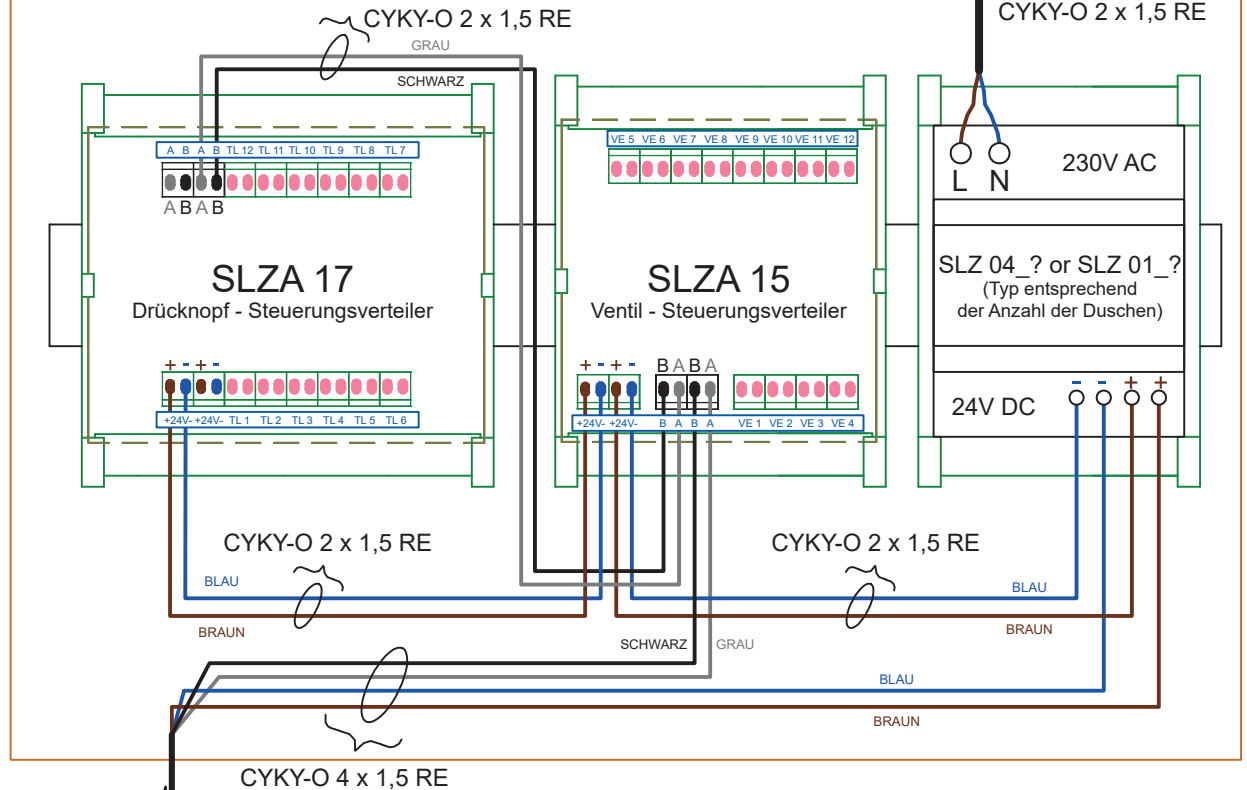 CYKY-O 2 x 1,5 RE
CYKY-O 2 x 1,5 RE
GRAU
SCHWARZ
A B A B TL 12 TL 11 TL 10 TL 9 TL 8 TL 7
A B A B
SLZA 17
Drücknopf - Steuerungsverteiler
+ - + -
+24V- +24V- TL 1 TL 2 TL 3 TL 4 TL 5 TL 6
VE 5 VE 6 VE 7 VE 8 VE 9 VE 10 VE 11 VE 12
SLZA 15
Ventil - Steuerungsverteiler
+ - + - B A B A
+24V- +24V- B A B A VE 1 VE 2 VE 3 VE 4
L N
230V AC
SLZ 04_? or SLZ 01_?
(Typ entsprechend
der Anzahl der Duschen)
- - + +
24V DC
CYKY-O 2 x 1,5 RE
BLAU
BRAUN
CYKY-O 2 x 1,5 RE
BLAU
BRAUN
SCHWARZ
GRAU
BLAU
BRAUN
CYKY-O 4 x 1,5 RE